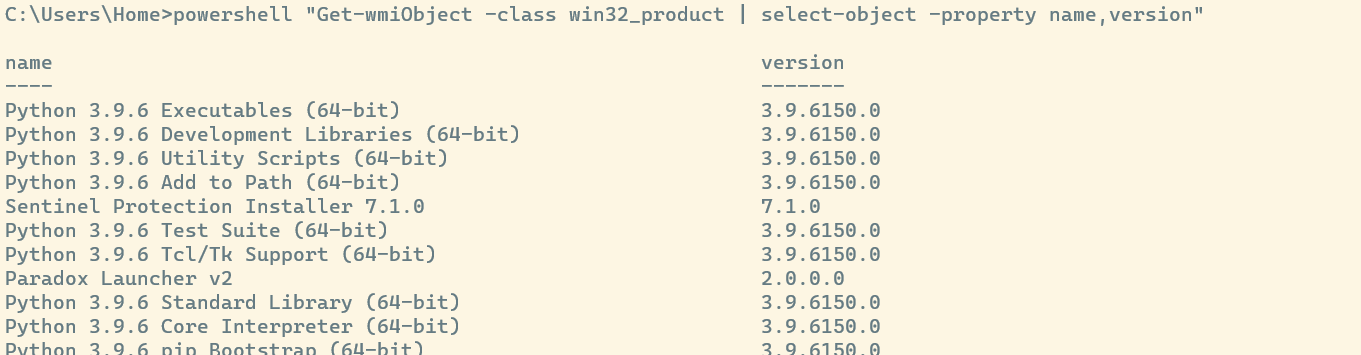 C:\Users\Home>powershell "Get-wmiObject -class win32_product | select-object -property name,version"
name version
---- -------
Python 3.9.6 Executables (64-bit) 3.9.6150.0
Python 3.9.6 Development Libraries (64-bit) 3.9.6150.0
Python 3.9.6 Utility Scripts (64-bit) 3.9.6150.0
Python 3.9.6 Add to Path (64-bit) 3.9.6150.0
Sentinel Protection Installer 7.1.0 7.1.0
Python 3.9.6 Test Suite (64-bit) 3.9.6150.0
Python 3.9.6 Tcl/Tk Support (64-bit) 3.9.6150.0
Paradox Launcher v2 2.0.0.0
Python 3.9.6 Standard Library (64-bit) 3.9.6150.0
Python 3.9.6 Core Interpreter (64-bit) 3.9.6150.0
Python 3.9.6 pip Bootstrap (64-bit) 3.9.6150.0